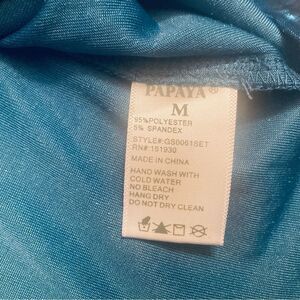 PAPAYA®
M
95%POLYESTER
5% SPANDEX
STYLE#:GS0061SET
RN#:151930
MADE IN CHINA
HAND WASH WITH
COLD WATER
NO BLEACH
HANG DRY
DO NOT DRY CLEAN